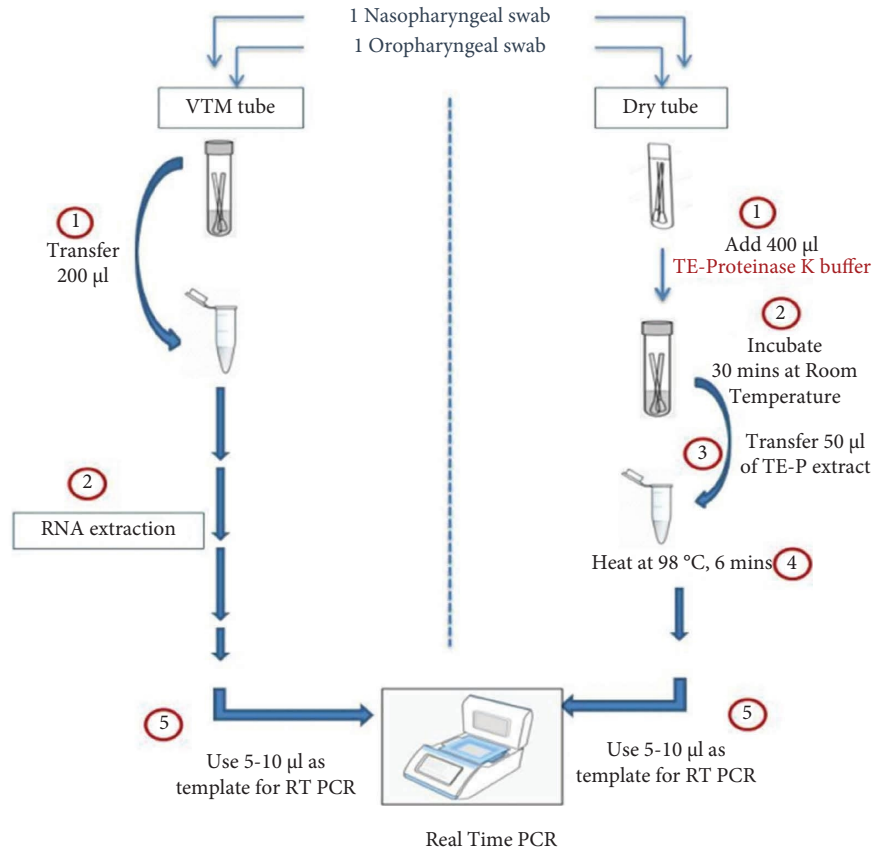 1 Nasopharyngeal swab
1 Oropharyngeal swab
VTM tube
1
Transfer
200 µl
2
RNA extraction
5
Use 5-10 µl as
template for RT PCR
Dry tube
1
Add 400 µl
TE-Proteinase K buffer
2
Incubate
30 mins at Room
Temperature
3
Transfer 50 µl
of TE-P extract
Heat at 98 °C, 6 mins
4
5
Use 5-10 µl as
template for RT PCR
Real Time PCR